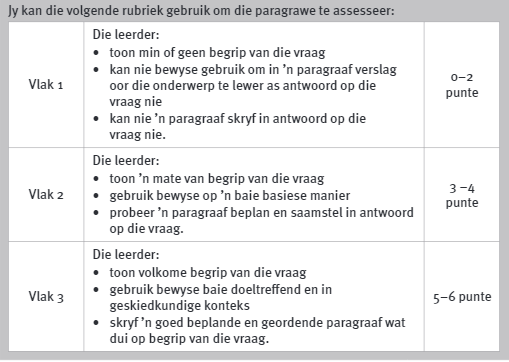 Jy kan die volgende rubriek gebruik om die paragrawe te assesseer:
Vlak 1
Die leerder:
• toon min of geen begrip van die vraag
• kan nie bewyse gebruik om in 'n paragraaf verslag
oor die onderwerp te lewer as antwoord op die
vraag nie
• kan nie 'n paragraaf skryf in antwoord op die
vraag nie.
0–2
punte
Vlak 2
Die leerder:
• toon 'n mate van begrip van die vraag
• gebruik bewyse op 'n baie basiese manier
• probeer 'n paragraaf beplan en saamstel in antwoord
op die vraag.
3 –4
punte
Vlak 3
Die leerder:
• toon volkome begrip van die vraag
• gebruik bewyse baie doeltreffend en in
geskiedkundige konteks
• skryf 'n goed beplande en geordende paragraaf wat
dui op begrip van die vraag.
5–6 punte